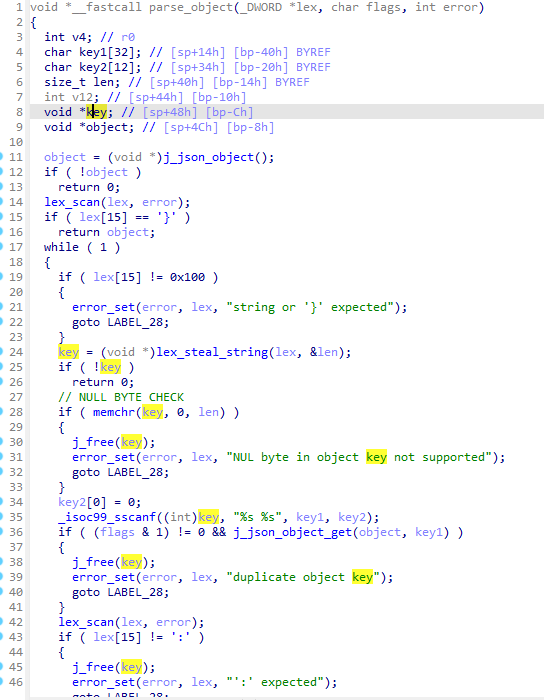 1 void *__fastcall parse_object(_DWORD *lex, char flags, int error)
2 {
3 int v4; // r0
4 char key1[32]; // [sp+14h] [bp-40h] BYREF
5 char key2[12]; // [sp+34h] [bp-20h] BYREF
6 size_t len; // [sp+40h] [bp-14h] BYREF
7 int v12; // [sp+44h] [bp-10h]
8 void *key; // [sp+48h] [bp-Ch]
9 void *object; // [sp+4Ch] [bp-8h]
10
11 object = (void *)j_json_object();
12 if ( !object )
13 return 0;
14 lex_scan(lex, error);
15 if ( lex[15] == '}' )
16 return object;
17 while ( 1 )
18 {
19 if ( lex[15] != 0x100 )
20 {
21 error_set(error, lex, "string or '}' expected");
22 goto LABEL_28;
23 }
24 key = (void *)lex_steal_string(lex, &len);
25 if ( !key )
26 return 0;
27 // NULL BYTE CHECK
28 if ( memchr(key, 0, len) )
29 {
30 j_free(key);
31 error_set(error, lex, "NUL byte in object key not supported");
32 goto LABEL_28;
33 }
34 key2[0] = 0;
35 _isoc99_sscanf((int)key, "%s %s", key1, key2);
36 if ( (flags & 1) != 0 && j_json_object_get(object, key1) )
37 {
38 j_free(key);
39 error_set(error, lex, "duplicate object key");
40 goto LABEL_28;
41 }
42 lex_scan(lex, error);
43 if ( lex[15] != ':' )
44 {
45 j_free(key);
46 error_set(error, lex, "':' expected");
goto LABEL_28;